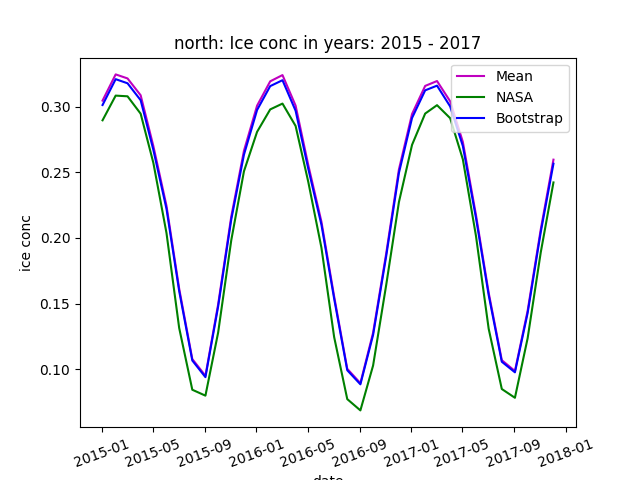 north: Ice conc in years: 2015 - 2017
Mean
NASA
Bootstrap
ice conc
0.30
0.25
0.20
0.15
0.10
2015-01 2015-05 2015-09 2016-01 2016-05 2016-09 2017-01 2017-05 2017-09 2018-01
date